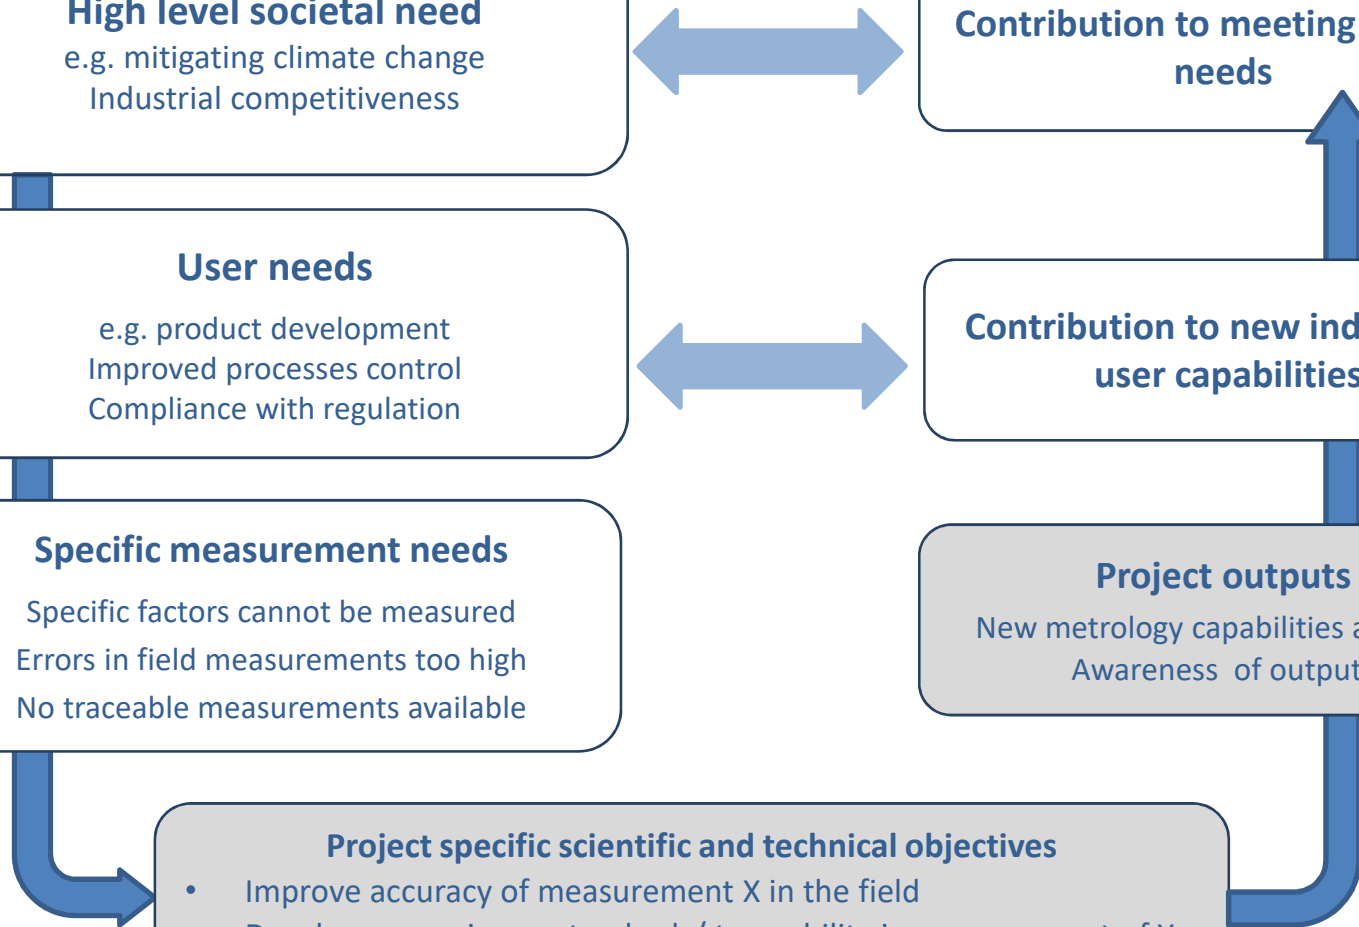 High level societal need
e.g. mitigating climate change
Industrial competitiveness
Contribution to meeting
needs
User needs
e.g. product development
Improved processes control
Compliance with regulation
Contribution to new
user capabilities
Specific measurement needs
Specific factors cannot be measured
Errors in field measurements too high
No traceable measurements available
Project outputs
New metrology capabilities
Awareness of output
Project specific scientific and technical objectives
• Improve accuracy of measurement X in the field